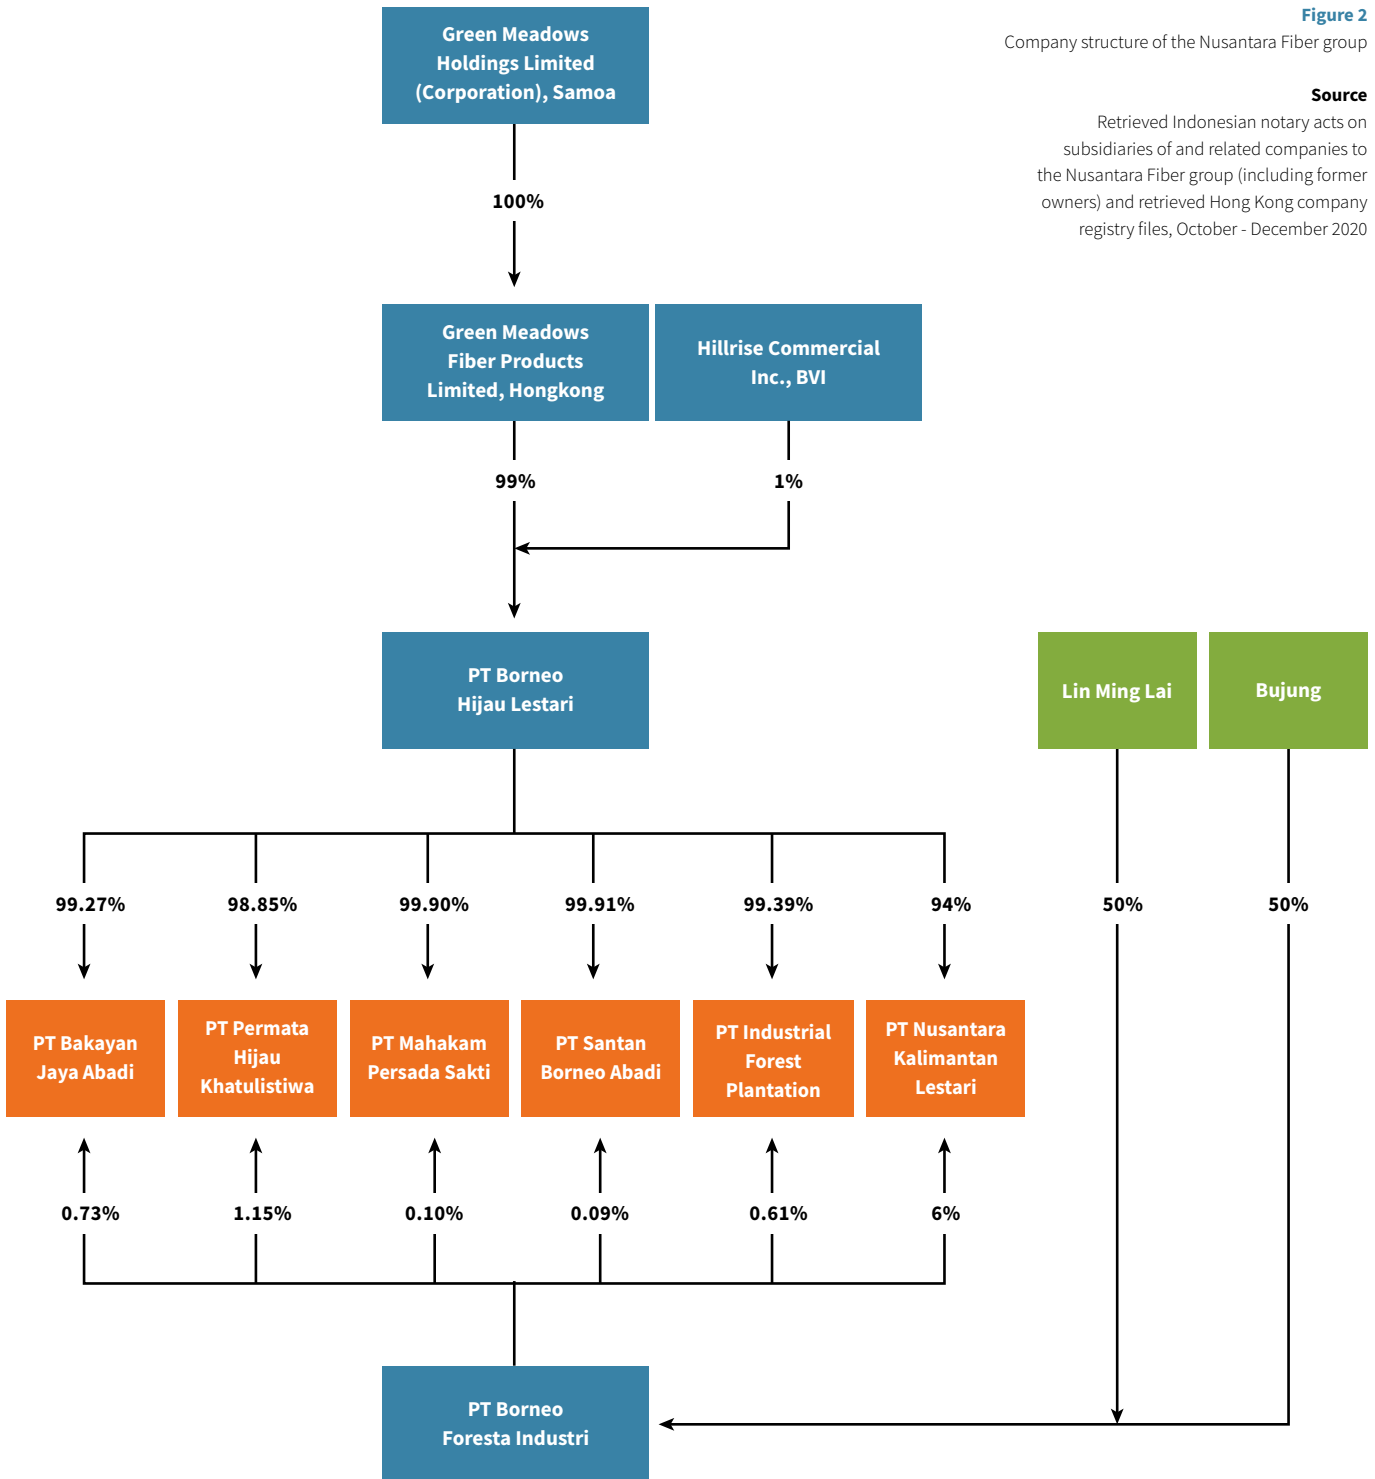 Figure 2
Company structure of the Nusantara Fiber group
Source
Retrieved Indonesian notary acts on
subsidiaries of and related companies to
the Nusantara Fiber group (including former
owners) and retrieved Hong Kong company
registry files, October - December 2020
Green Meadows
Holdings Limited
(Corporation), Samoa
100%
Green Meadows
Fiber Products
Limited, Hongkong
Hillrise Commercial
Inc., BVI
99%
1%
PT Borneo
Hijau Lestari
Lin Ming Lai
Bujung
99.27%
98.85%
99.90%
99.91%
99.39%
94%
50%
50%
PT Bakayan
Jaya Abadi
PT Permata
Hijau
Khatulistiwa
PT Mahakam
Persada Sakti
PT Santan
Borneo Abadi
PT Industrial
Forest
Plantation
PT Nusantara
Kalimantan
Lestari
0.73%
1.15%
0.10%
0.09%
0.61%
6%
PT Borneo
Foresta Industri